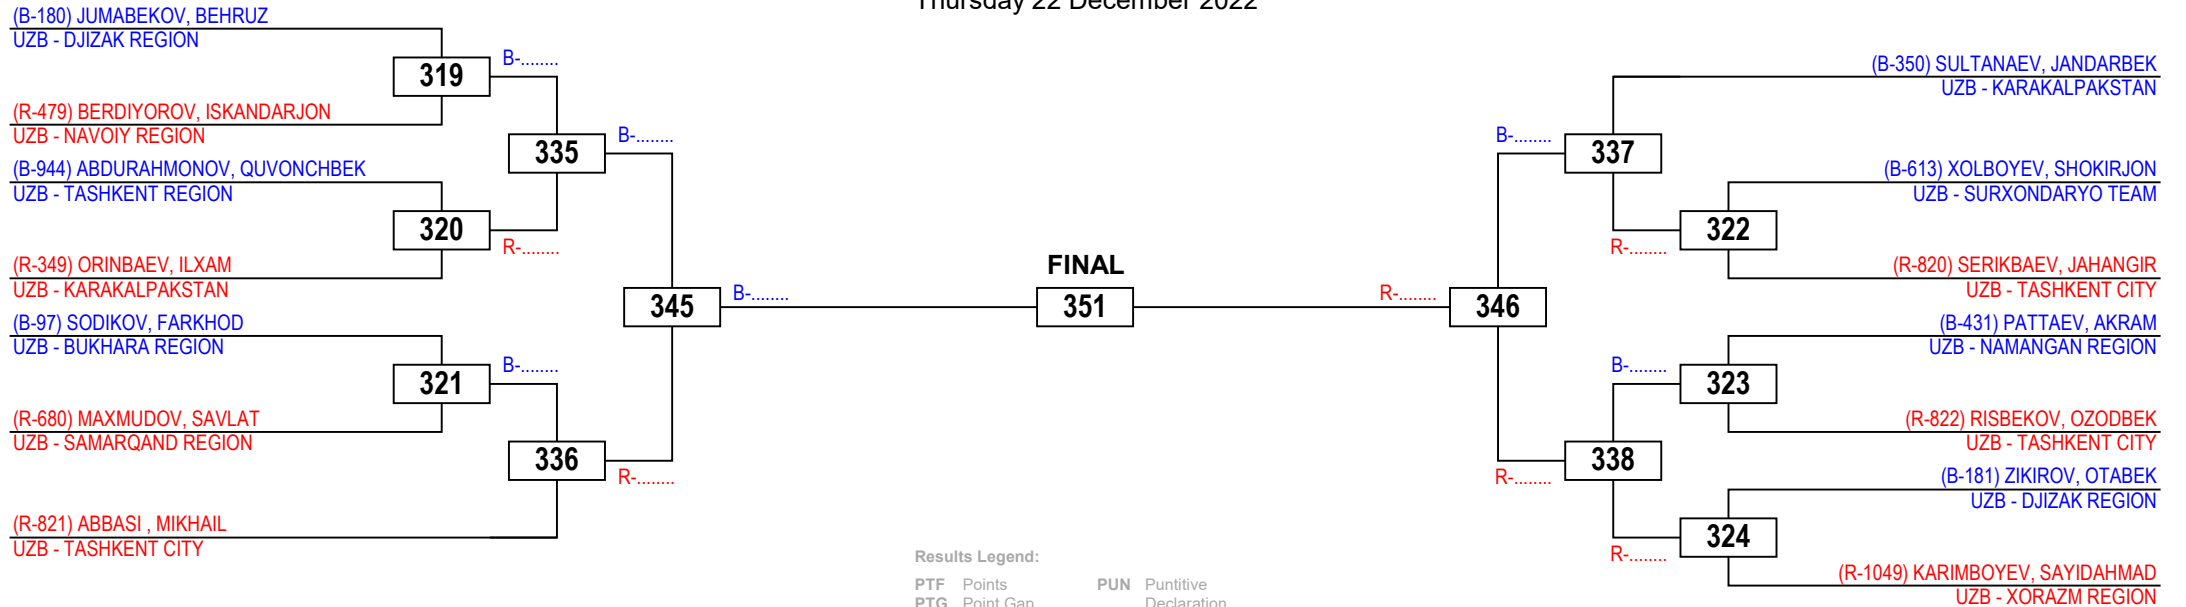 Thursday 22 December 2022
(B-180) JUMABEKOV, BEHRUZ
UZB - DJIZAK REGION
319
B-........
(R-479) BERDIYOROV, ISKANDARJON
UZB - NAVOIY REGION
335
B-........
(B-944) ABDURAHMONOV, QUVONCHBEK
UZB - TASHKENT REGION
320
R-........
(R-349) ORINBAEV, ILXAM
UZB - KARAKALPAKSTAN
345
B-........
(B-97) SODIKOV, FARKHOD
UZB - BUKHARA REGION
321
B-........
(R-680) MAXMUDOV, SAVLAT
UZB - SAMARQAND REGION
336
R-........
(R-821) ABBASI , MIKHAIL
UZB - TASHKENT CITY
FINAL
351
(B-350) SULTANAEV, JANDARBEK
UZB - KARAKALPAKSTAN
B-........
337
(B-613) XOLBOYEV, SHOKIRJON
UZB - SURXONDARYO TEAM
322
R-........
(R-820) SERIKBAEV, JAHANGIR
UZB - TASHKENT CITY
R-........
346
(B-431) PATTAEV, AKRAM
UZB - NAMANGAN REGION
B-........
323
(R-822) RISBEKOV, OZODBEK
UZB - TASHKENT CITY
338
R-........
(B-181) ZIKIROV, OTABEK
UZB - DJIZAK REGION
324
R-........
(R-1049) KARIMBOYEV, SAYIDAHMAD
UZB - XORAZM REGION
Results Legend:
PTF Points PUN Puntitive
PTG Point Gap Declaration